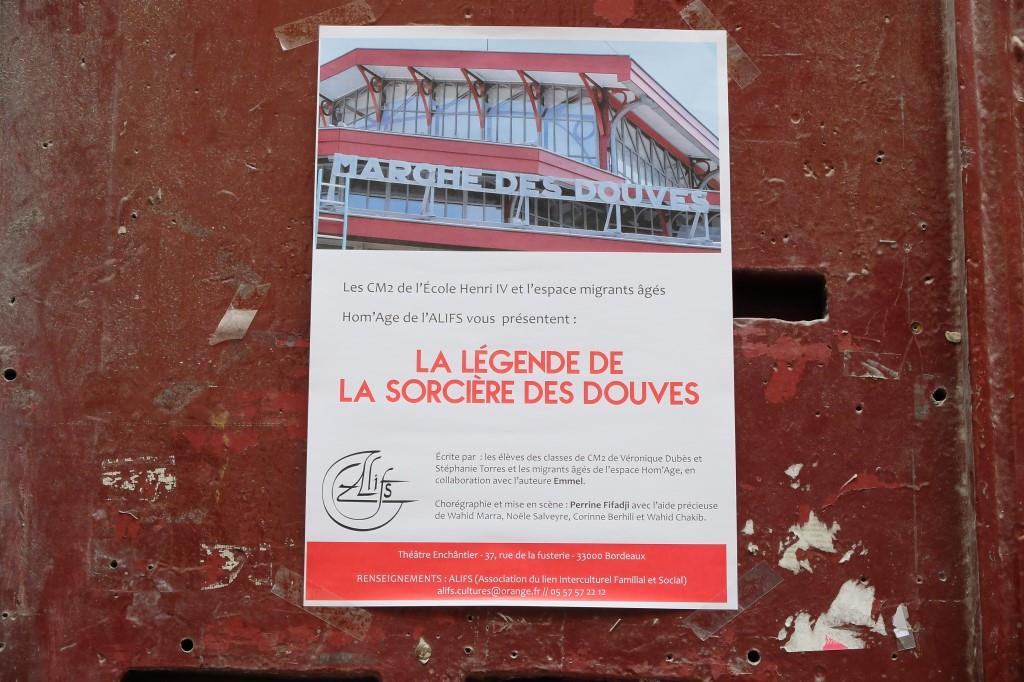 MARCHE DES DOUVES
Les CM2 de l'École Henri IV et l'espace migrants âgés
Hom'Age de l'ALIFS vous présentent :
LA LÉGENDE DE
LA SORCIÈRE DES DOUVES
Alifs
Écrite par : les élèves des classes de CM2 de Véronique Dubès et
Stéphanie Torres et les migrants âgés de l'espace Hom'Age, en
collaboration avec l'auteure Emmel.
Chorégraphie et mise en scène : Perrine Fifadji avec l'aide précieuse
de Wahid Marra, Noële Salveyre, Corinne Berhili et Wahid Chakib.
Théâtre Enchântier - 37, rue de la fusterie - 33000 Bordeaux
RENSEIGNEMENTS : ALIFS (Association du lien Interculturel Familial et Social)
alifs.cultures@orange.fr // 05 57 57 22 12